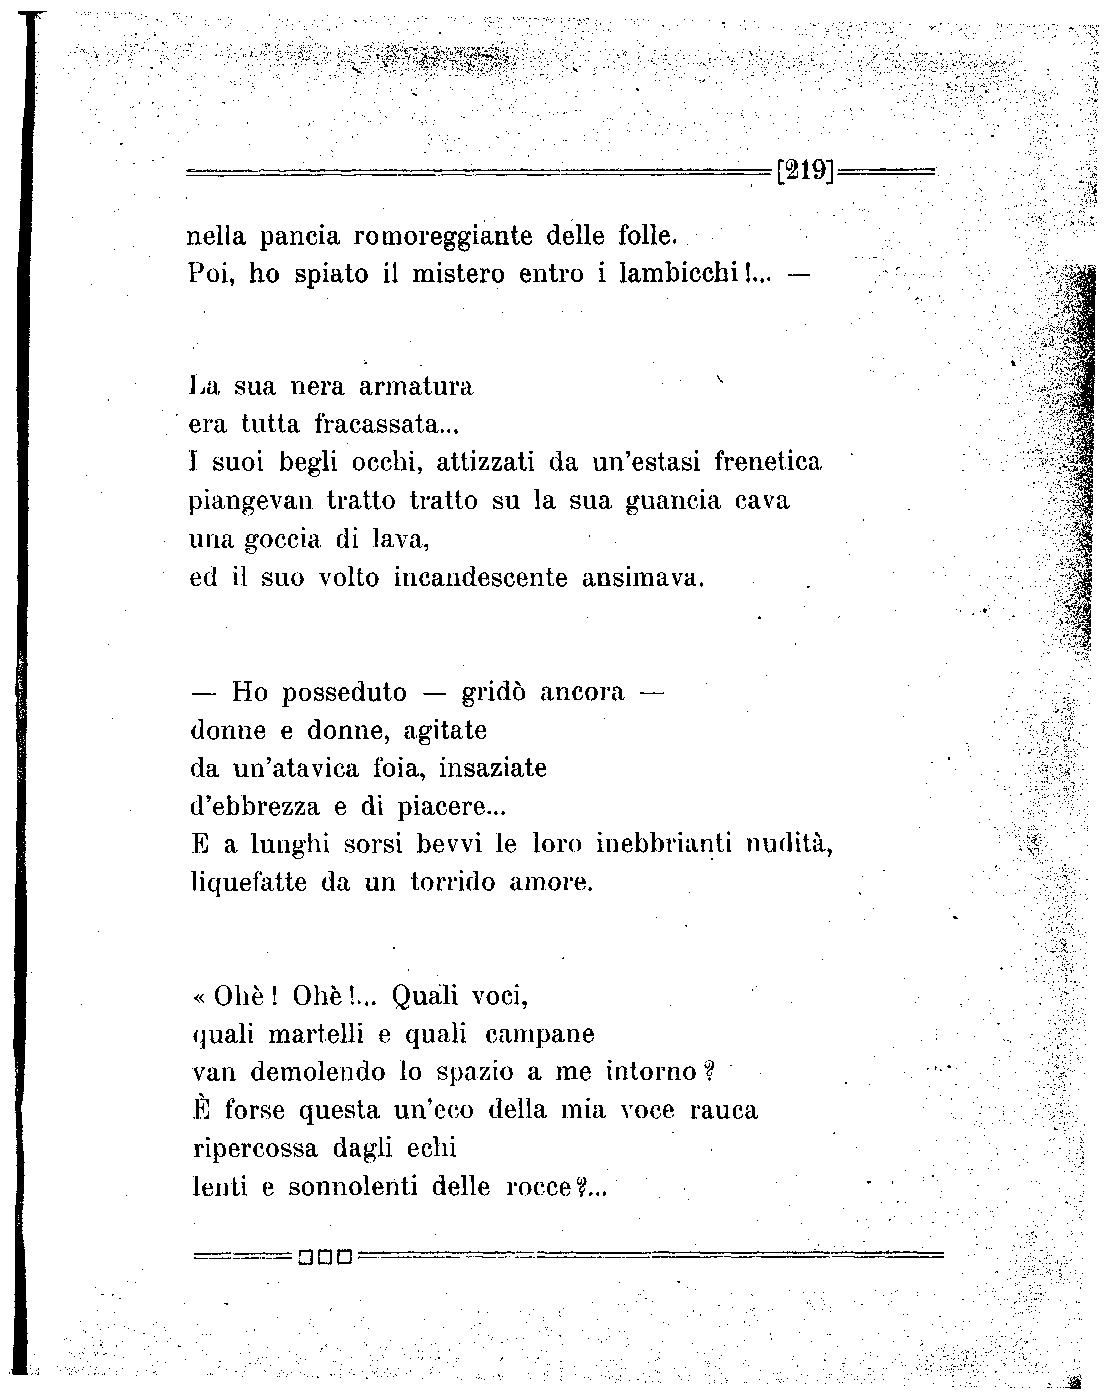 [219]
nella pancia romoreggiante delle folle.
Poi, ho spiato il mistero entro i lambicchi!... —
La sua nera armatura
era tutta fracassata...
I suoi begli occhi, attizzati da un'estasi frenetica
piangevan tratto tratto su la sua guancia cava
una goccia di lava,
ed il suo volto incandescente ansimava.
— Ho posseduto — gridò ancora —
donne e donne, agitate
da un'atavica foia, insaziate
d'ebbrezza e di piacere...
E a lunghi sorsi bevvi le loro inebbrianti nudità,
liquefatte da un torrido amore.
« Ohè! Ohè!... Quali voci,
quali martelli e quali campane
van demolendo lo spazio a me intorno?
È forse questa un'eco della mia voce rauca
ripercossa dagli echi
lenti e sonnolenti delle rocce?...